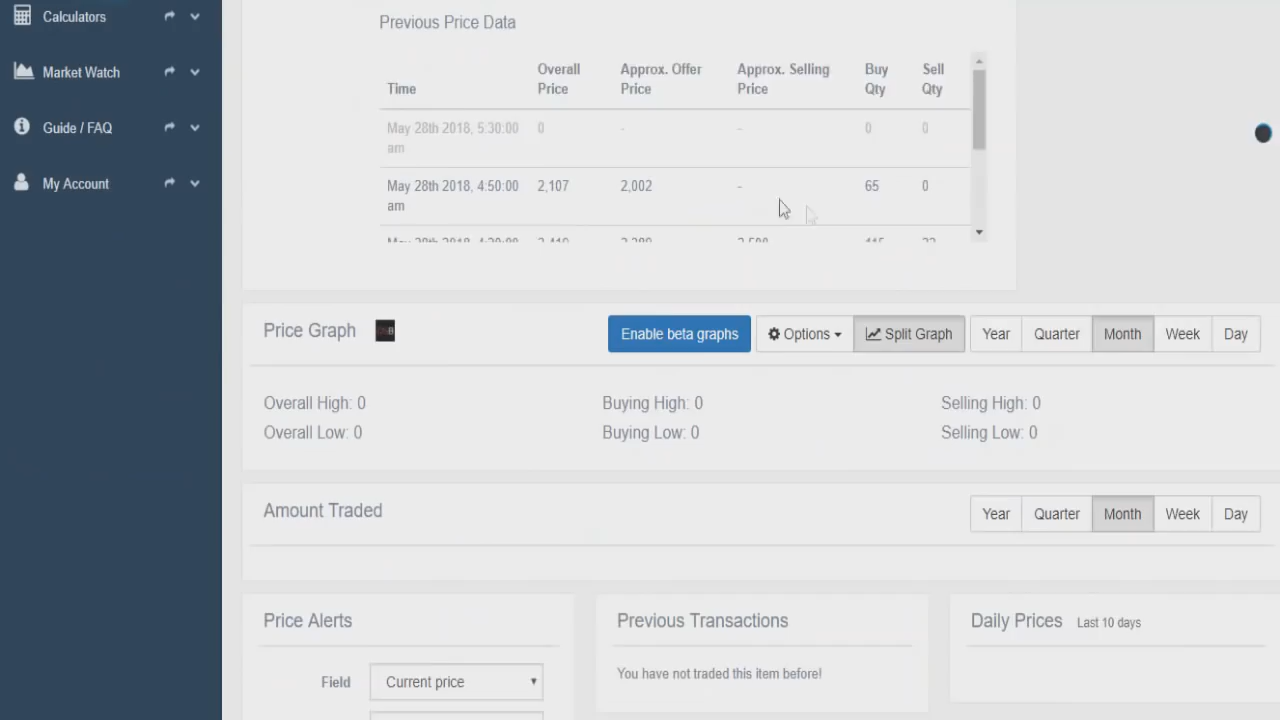 Calculators
Market Watch
Guide / FAQ
My Account
Previous Price Data
Time Overall Price Approx. Offer Price Approx. Selling Price Buy Qty Sell Qty
May 28th 2018, 5:30:00 am 0 - - 0 0
May 28th 2018, 4:50:00 am 2,107 2,002 - 65 0
Price Graph Enable beta graphs Options Split Graph Year Quarter Month Week Day
Overall High: 0 Buying High: 0 Selling High: 0
Overall Low: 0 Buying Low: 0 Selling Low: 0
Amount Traded Year Quarter Month Week Day
Price Alerts
Field Current price
Previous Transactions
You have not traded this item before!
Daily Prices Last 10 days